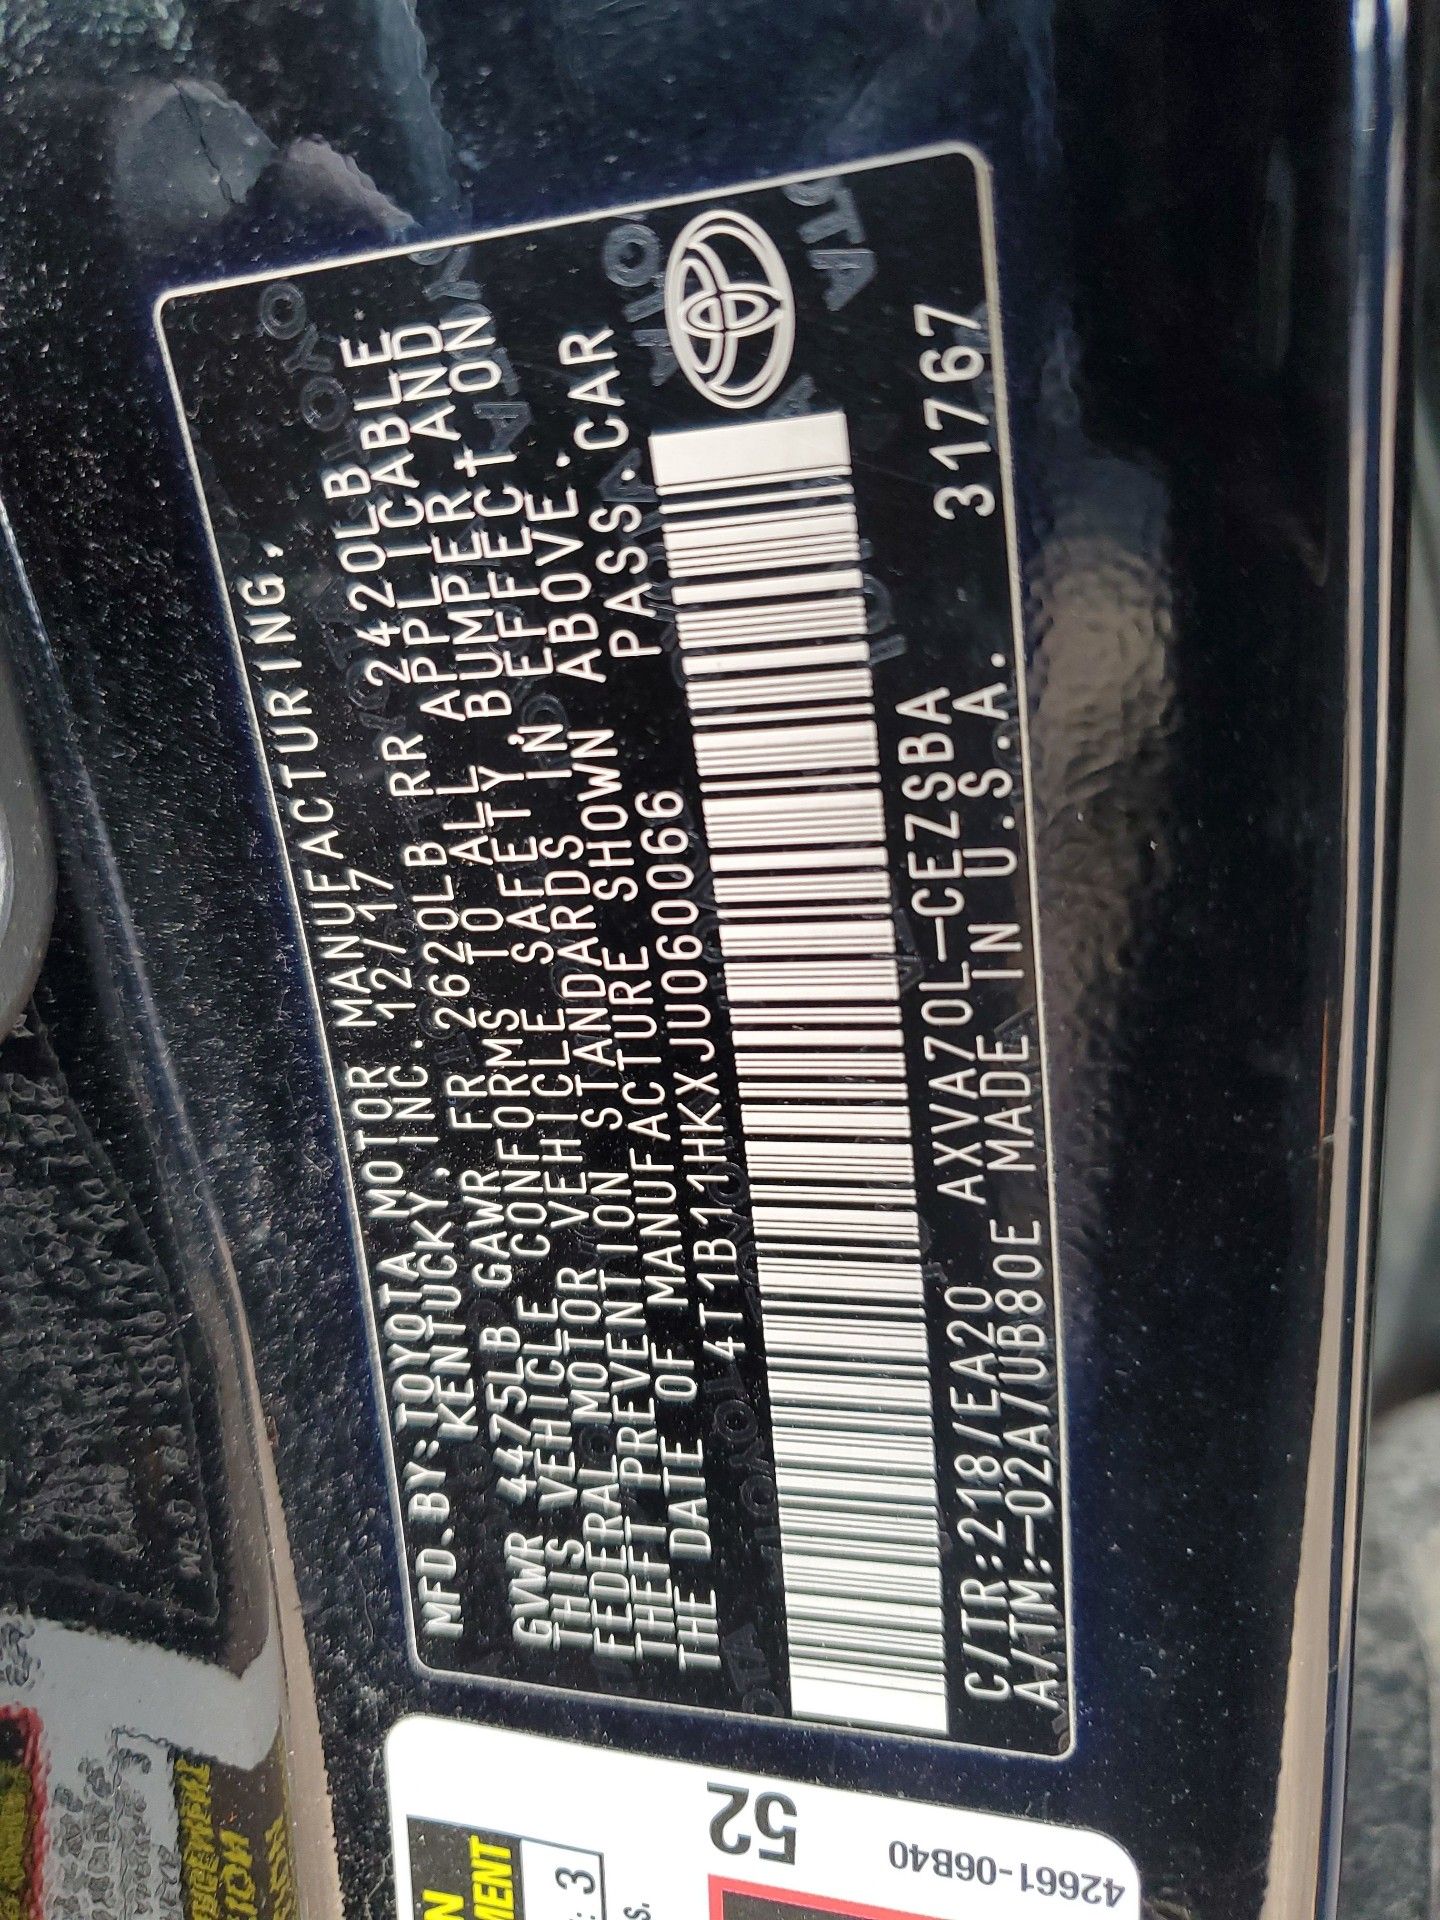 MFD.BY:TOYOTA MOTOR MANUFACTURING,
KENTUCKY, INC. 12/17
GVWR 4475LB GAWR FR 2620LB RR 2420LB
THIS VEHICLE CONFORMS TO ALL APPLICABLE
FEDERAL MOTOR VEHICLE SAFETY BUMPER AND
THEFT PREVENTION STANDARDS IN EFFECT ON
THE DATE OF MANUFACTURE SHOWN ABOVE.
4T1B11HKXJU060066 PASS.CAR
C/TR:218/EA20 AXVA70L-CEZSBA 31767
A/TM:-02A/UB80E MADE IN U.S.A.
52
42661-06B40
3